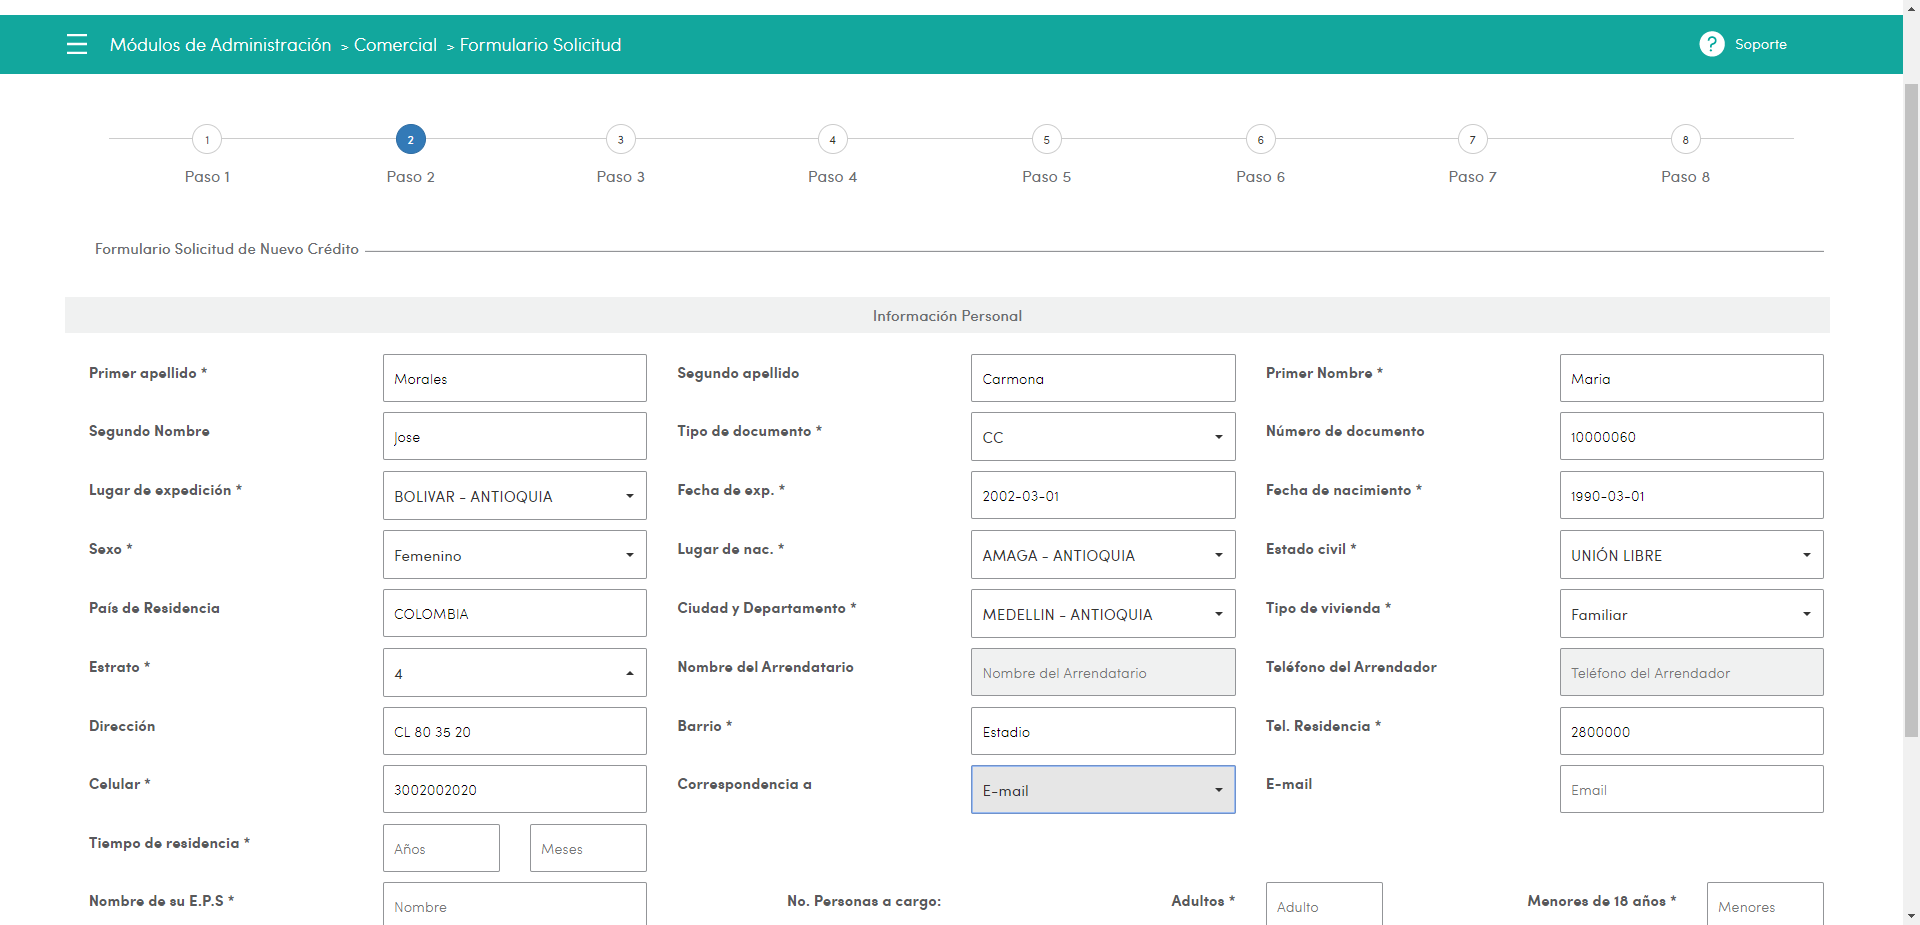 Módulos de Administración > Comercial > Formulario Solicitud
? Soporte
1 2 3 4 5 6 7 8
Paso 1 Paso 2 Paso 3 Paso 4 Paso 5 Paso 6 Paso 7 Paso 8
Formulario Solicitud de Nuevo Crédito
Información Personal
Primer apellido * Morales Segundo apellido Carmona Primer Nombre * Maria
Segundo Nombre Jose Tipo de documento * CC Número de documento 10000060
Lugar de expedición * BOLIVAR - ANTIOQUIA Fecha de exp. * 2002-03-01 Fecha de nacimiento * 1990-03-01
Sexo * Femenino Lugar de nac. * AMAGA - ANTIOQUIA Estado civil * UNIÓN LIBRE
País de Residencia COLOMBIA Ciudad y Departamento * MEDELLIN - ANTIOQUIA Tipo de vivienda * Familiar
Estrato * 4 Nombre del Arrendatario Nombre del Arrendatario Teléfono del Arrendador Teléfono del Arrendador
Dirección CL 80 35 20 Barrio * Estadio Tel. Residencia * 2800000
Celular * 3002002020 Correspondencia a E-mail E-mail Email
Tiempo de residencia * Años Meses
Nombre de su E.P.S * Nombre No. Personas a cargo: Adultos * Adulto Menores de 18 años * Menores